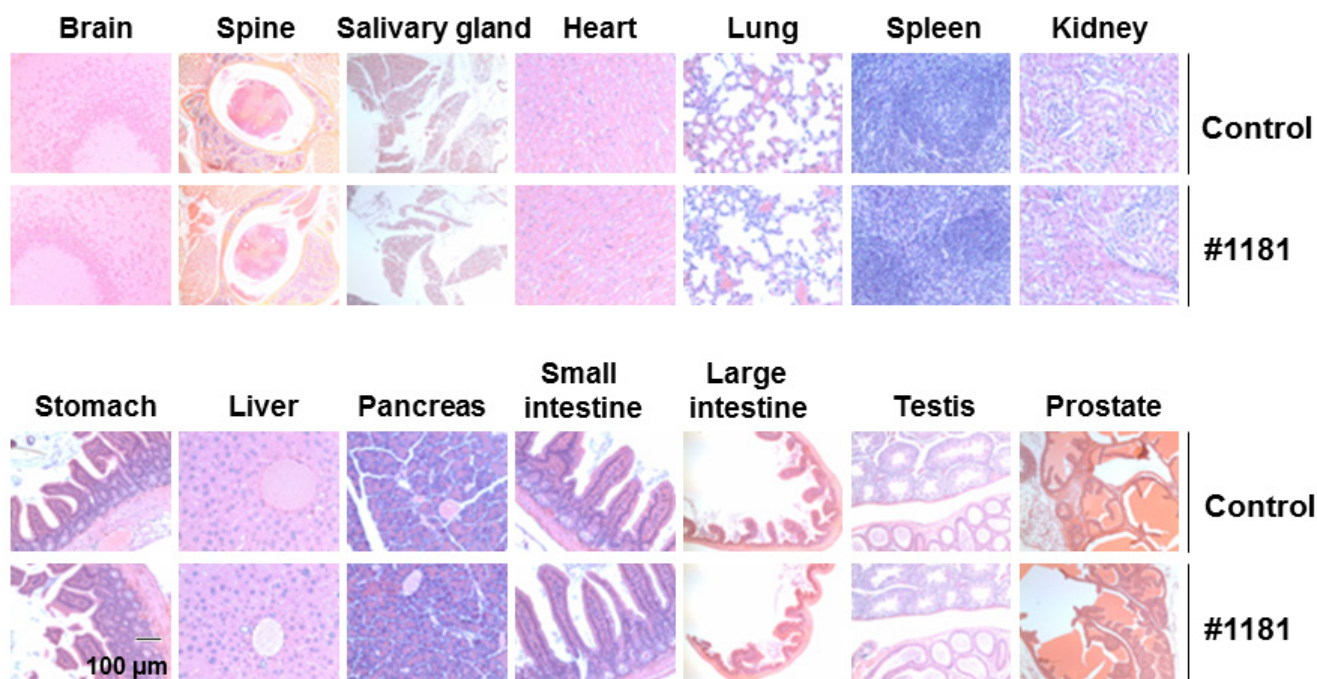 Brain Spine Salivary gland Heart Lung Spleen Kidney
Control
#1181
Stomach Liver Pancreas Small intestine Large intestine Testis Prostate
Control
100 µm
#1181